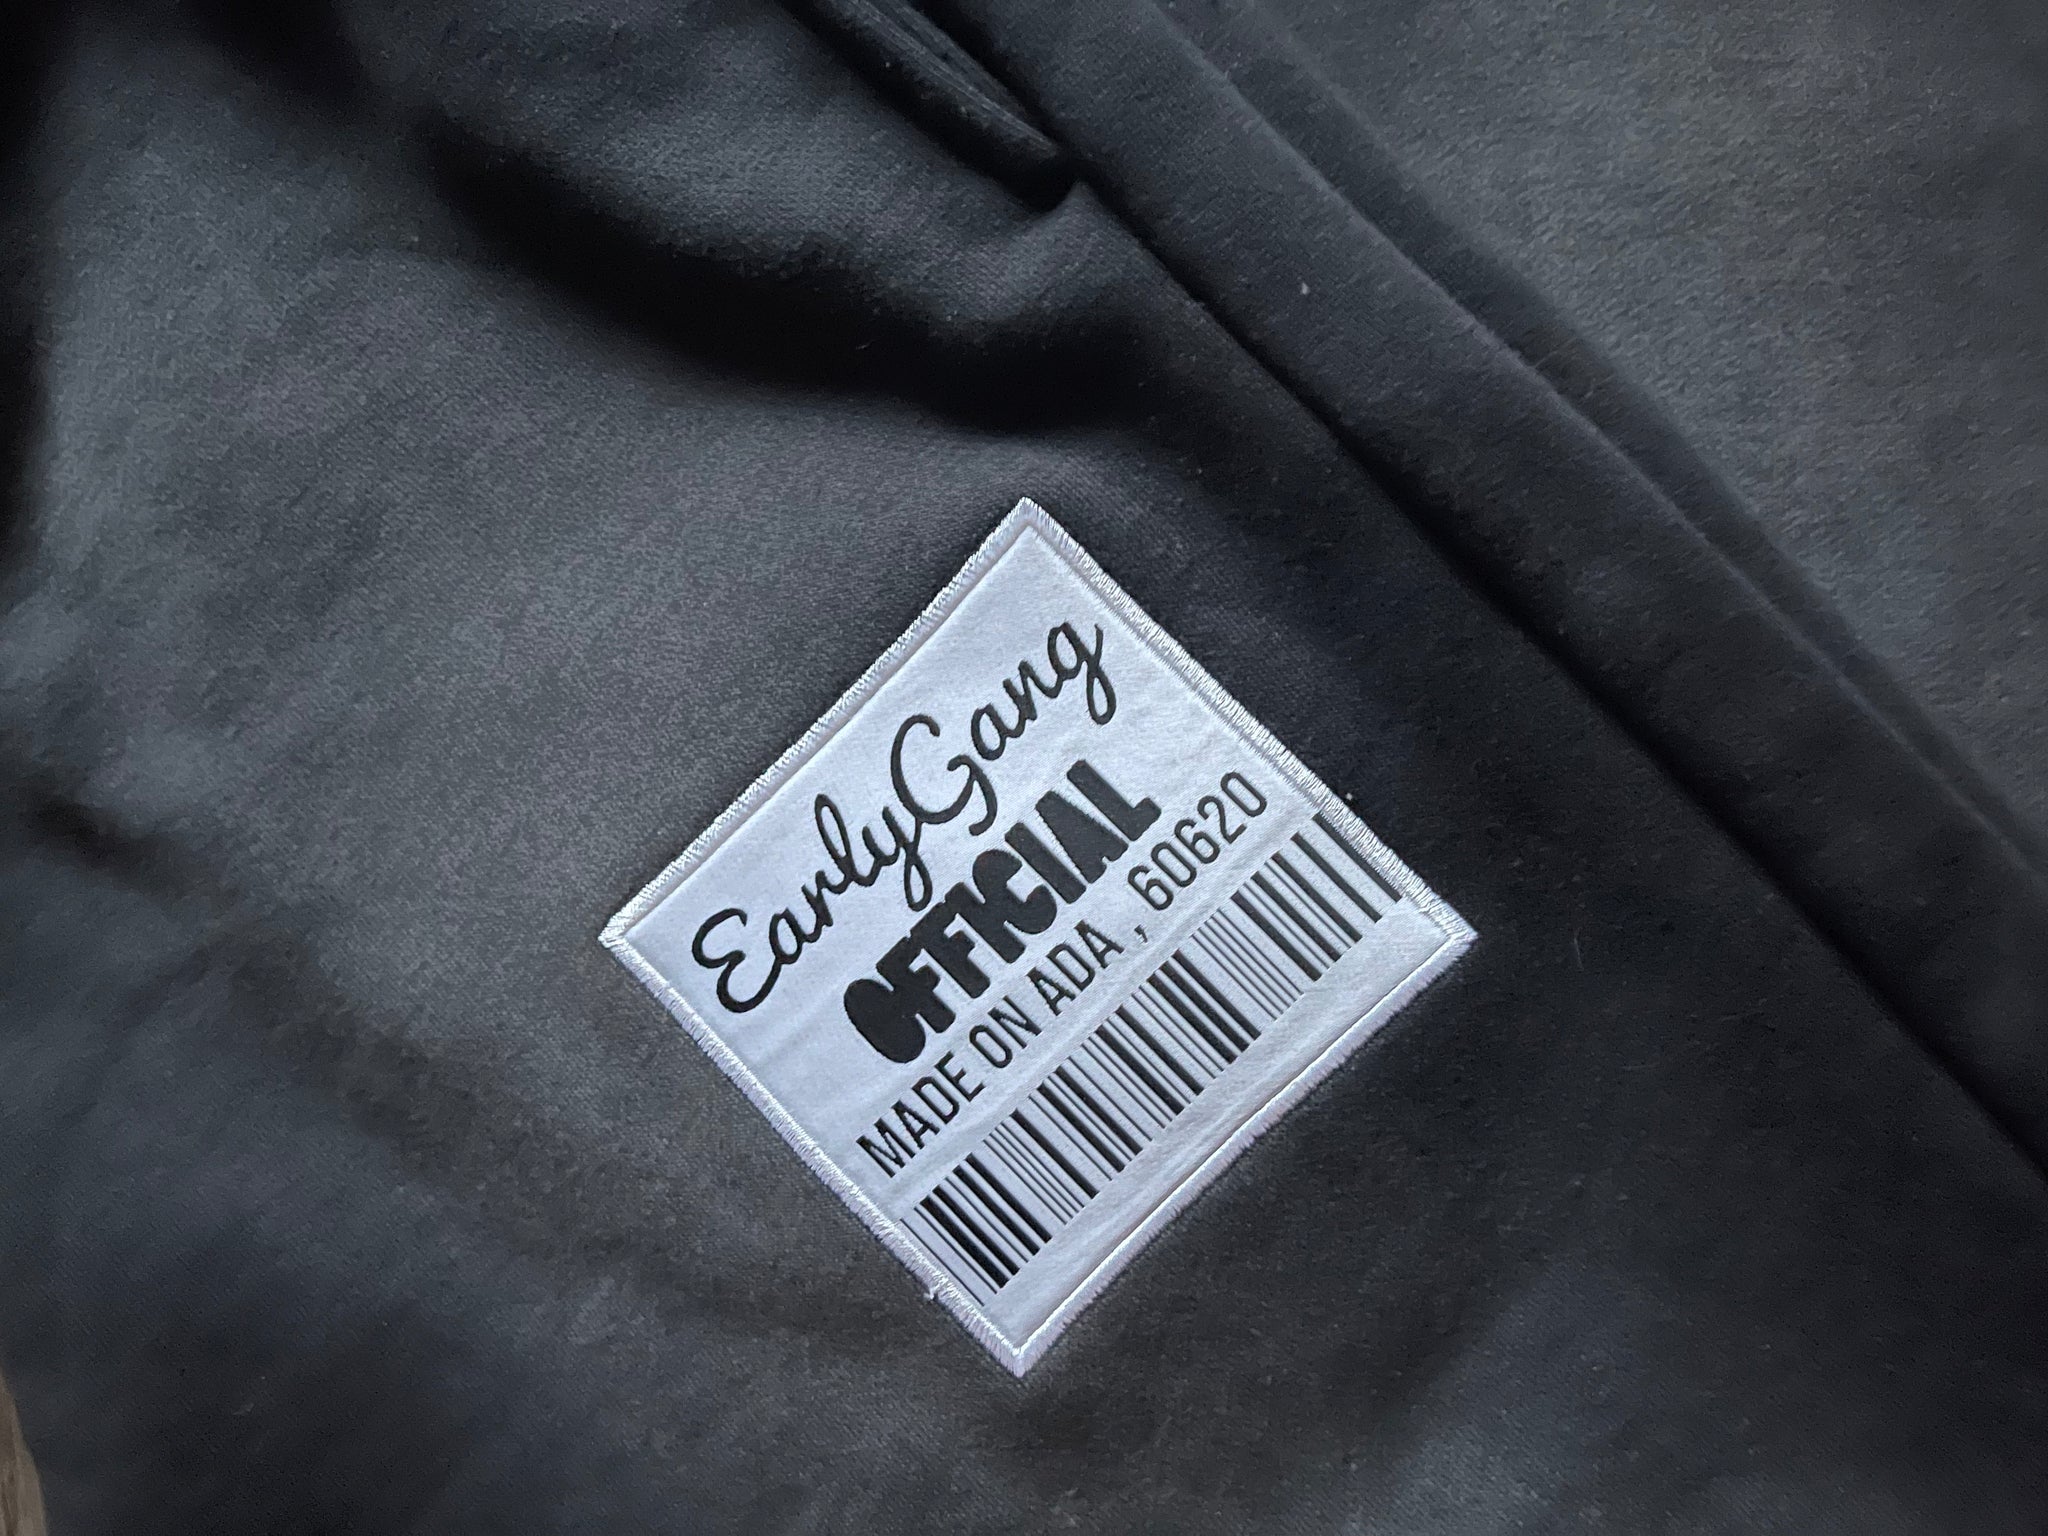 EarlyGang
OFFICIAL
MADE ON ADA , 60620